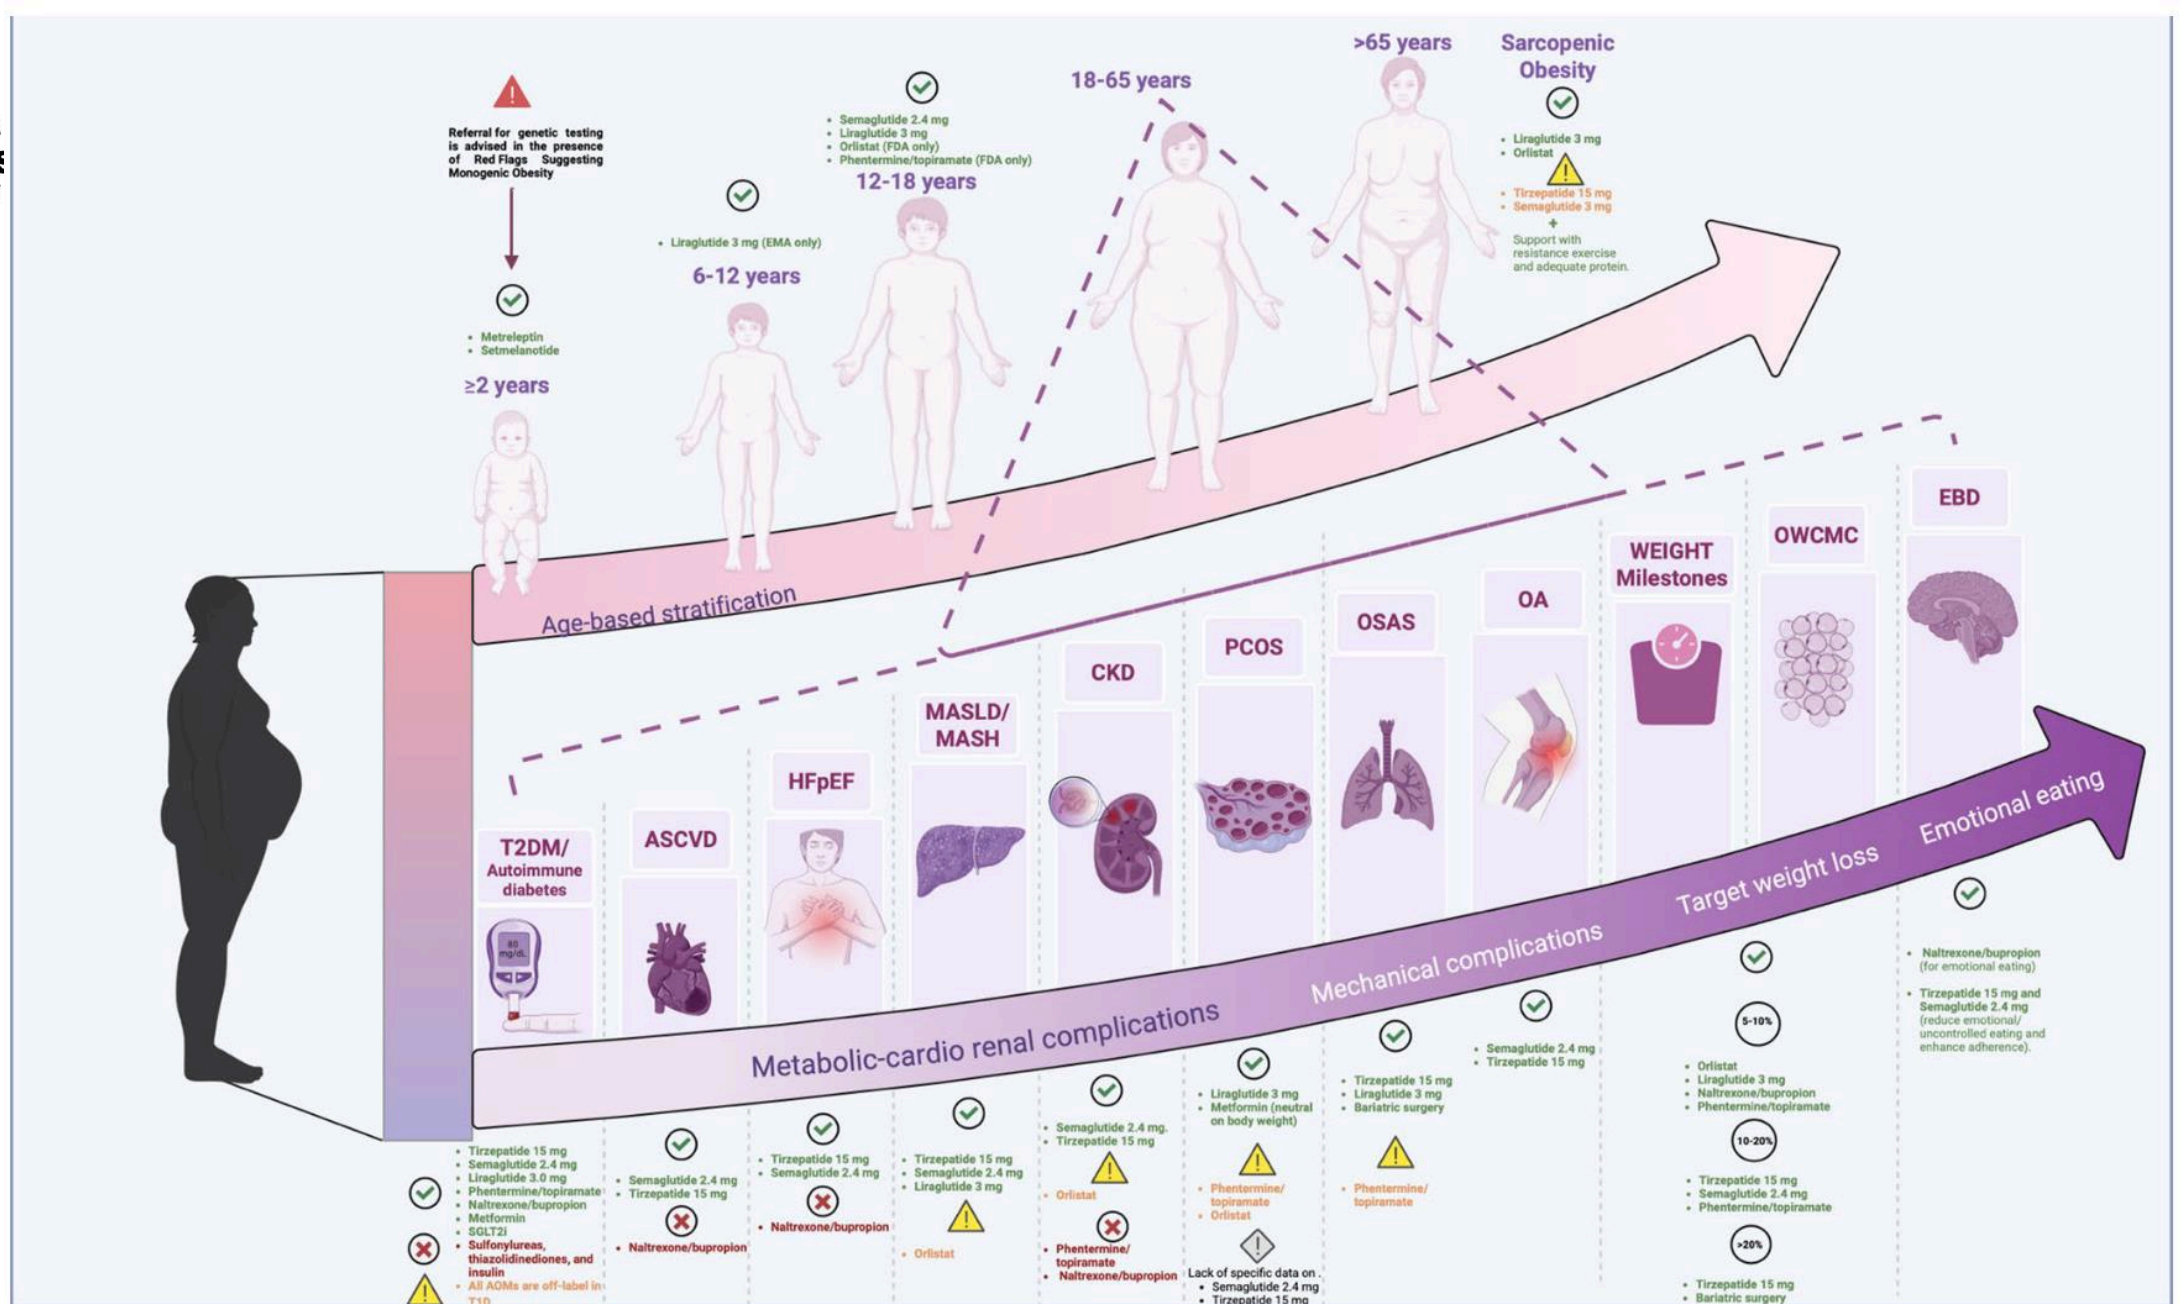 >65 years
Sarcopenic
Obesity
18-65 years
Liraglutide 3 mg
Orlistat
Tirzepatide 15 mg
Semaglutide 3 mg
+
Support with
resistance exercise
and adequate protein.
Semaglutide 2.4 mg
Liraglutide 3 mg
Orlistat (FDA only)
Phentermine/topiramate (FDA only)
12-18 years
Referral for genetic testing
is advised in the presence
of Red Flags Suggesting
Monogenic Obesity
Liraglutide 3 mg (EMA only)
6-12 years
Metreleptin
Setmelanotide
≥2 years
Age-based stratification
T2DM/
Autoimmune
diabetes
80
mg/dL
ASCVD
HFpEF
MASLD/
MASH
CKD
PCOS
OSAS
OA
WEIGHT
Milestones
OWCMC
EBD
Metabolic-cardio renal complications
Mechanical complications
Target weight loss
Emotional eating
Tirzepatide 15 mg
Semaglutide 2.4 mg
Liraglutide 3.0 mg
Phentermine/topiramate
Naltrexone/bupropion
Metformin
SGLT2i
Sulfonylureas,
thiazolidinediones, and
insulin
All AOMs are off-label in
T1D
Semaglutide 2.4 mg
Tirzepatide 15 mg
Naltrexone/bupropion
Tirzepatide 15 mg
Semaglutide 2.4 mg
Naltrexone/bupropion
Tirzepatide 15 mg
Semaglutide 2.4 mg
Liraglutide 3 mg
Orlistat
Semaglutide 2.4 mg.
Tirzepatide 15 mg
Orlistat
Phentermine/
topiramate
Naltrexone/bupropion
Liraglutide 3 mg
Metformin (neutral
on body weight)
Phentermine/
topiramate
Orlistat
Lack of specific data on .
Semaglutide 2.4 mg
Tirzepatide 15 mg
Tirzepatide 15 mg
Liraglutide 3 mg
Bariatric surgery
Phentermine/
topiramate
Semaglutide 2.4 mg
Tirzepatide 15 mg
5-10%
Orlistat
Liraglutide 3 mg
Naltrexone/bupropion
Phentermine/topiramate
10-20%
Tirzepatide 15 mg
Semaglutide 2.4 mg
Phentermine/topiramate
>20%
Tirzepatide 15 mg
Bariatric surgery
Naltrexone/bupropion
(for emotional eating)
Tirzepatide 15 mg and
Semaglutide 2.4 mg
(reduce emotional/
uncontrolled eating and
enhance adherence).